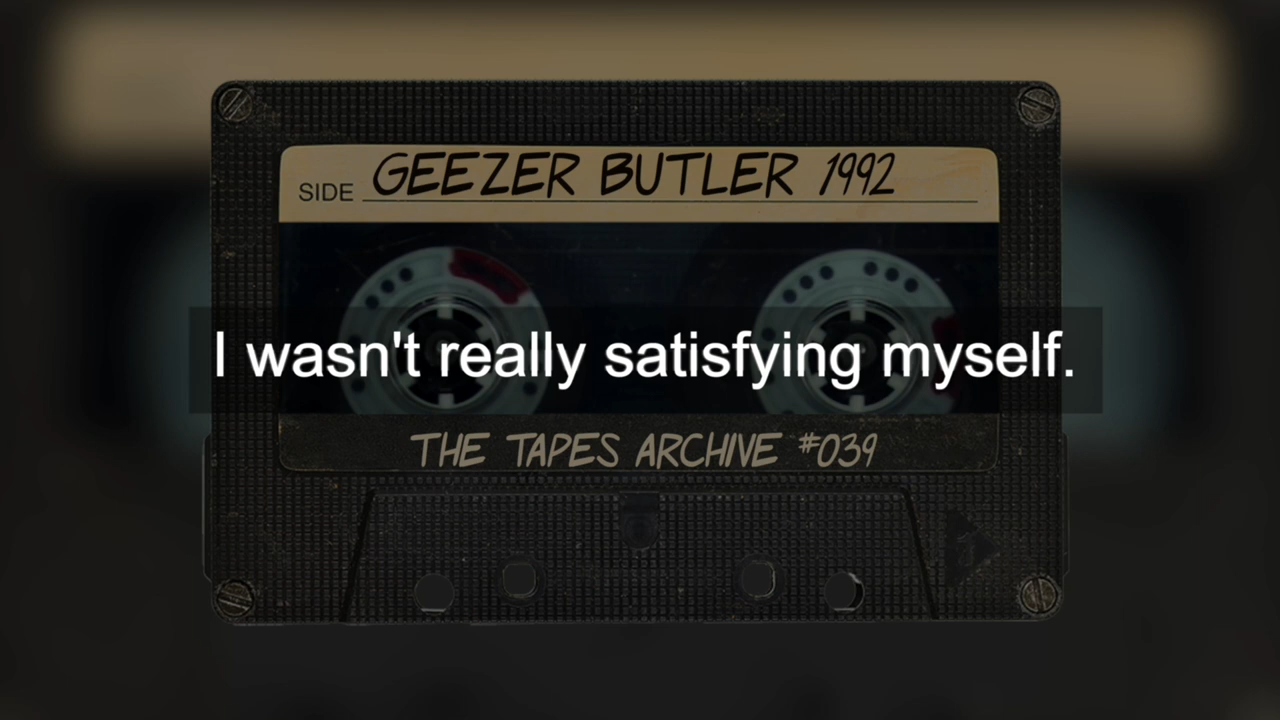 GEEZER BUTLER 1992
SIDE
I wasn't really satisfying myself.
THE TAPES ARCHIVE #039